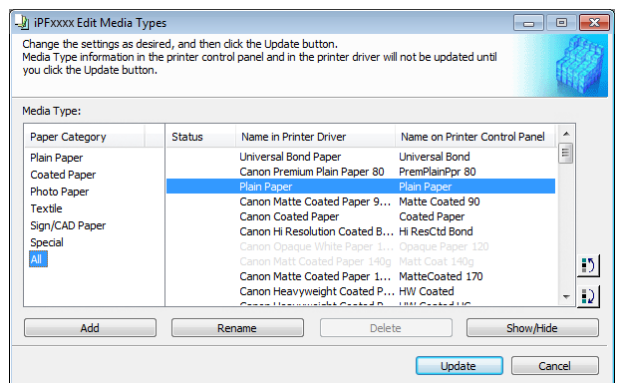 iPFxxxx Edit Media Types
Change the settings as desired, and then click the Update button.
Media Type information in the printer control panel and in the printer driver will not be updated until
you click the Update button.
Media Type:
Paper Category Status Name in Printer Driver Name on Printer Control Panel
Plain Paper Universal Bond Paper Universal Bond
Coated Paper Canon Premium Plain Paper 80 PremPlainPpr 80
Photo Paper Plain Paper Plain Paper
Textile Canon Matte Coated Paper 9... Matte Coated 90
Sign/CAD Paper Canon Coated Paper Coated Paper
Special Canon Hi Resolution Coated B... Hi ResCtd Bond
All Canon Opaque White Paper 1... Opaque Paper 120
Canon Matt Coated Paper 140g Matt Coat 140g
Canon Matte Coated Paper 1... MatteCoated 170
Canon Heavyweight Coated P... HW Coated
Add Rename Delete Show/Hide
Update Cancel